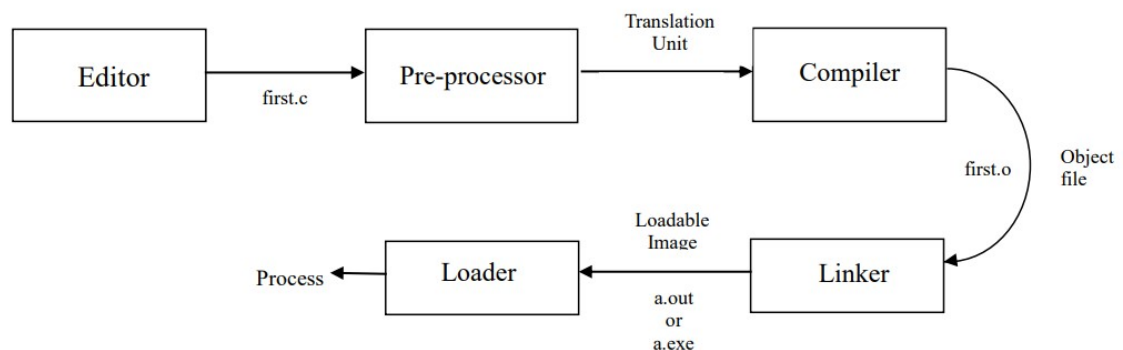 Editor
first.c
Pre-processor
Translation
Unit
Compiler
first.o
Object
file
Linker
Loadable
Image
a.out
or
a.exe
Loader
Process